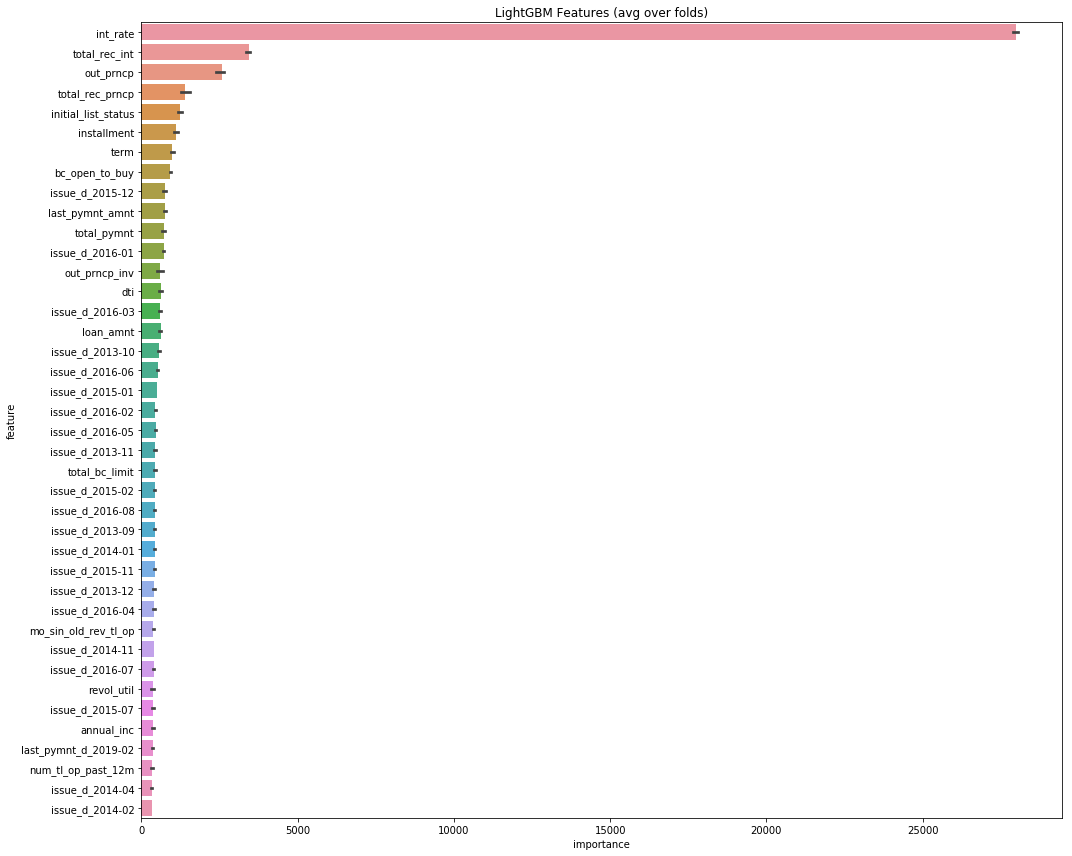 LightGBM Features (avg over folds)
int_rate
total_rec_int
out_prncp
total_rec_prncp
initial_list_status
installment
term
bc_open_to_buy
issue_d_2015-12
last_pymnt_amnt
total_pymnt
issue_d_2016-01
out_prncp_inv
dti
issue_d_2016-03
loan_amnt
issue_d_2013-10
issue_d_2016-06
issue_d_2015-01
issue_d_2016-02
issue_d_2016-05
issue_d_2013-11
total_bc_limit
issue_d_2015-02
issue_d_2016-08
issue_d_2013-09
issue_d_2014-01
issue_d_2015-11
issue_d_2013-12
issue_d_2016-04
mo_sin_old_rev_tl_op
issue_d_2014-11
issue_d_2016-07
revol_util
issue_d_2015-07
annual_inc
last_pymnt_d_2019-02
num_tl_op_past_12m
issue_d_2014-04
issue_d_2014-02
feature
0 5000 10000 15000 20000 25000
importance